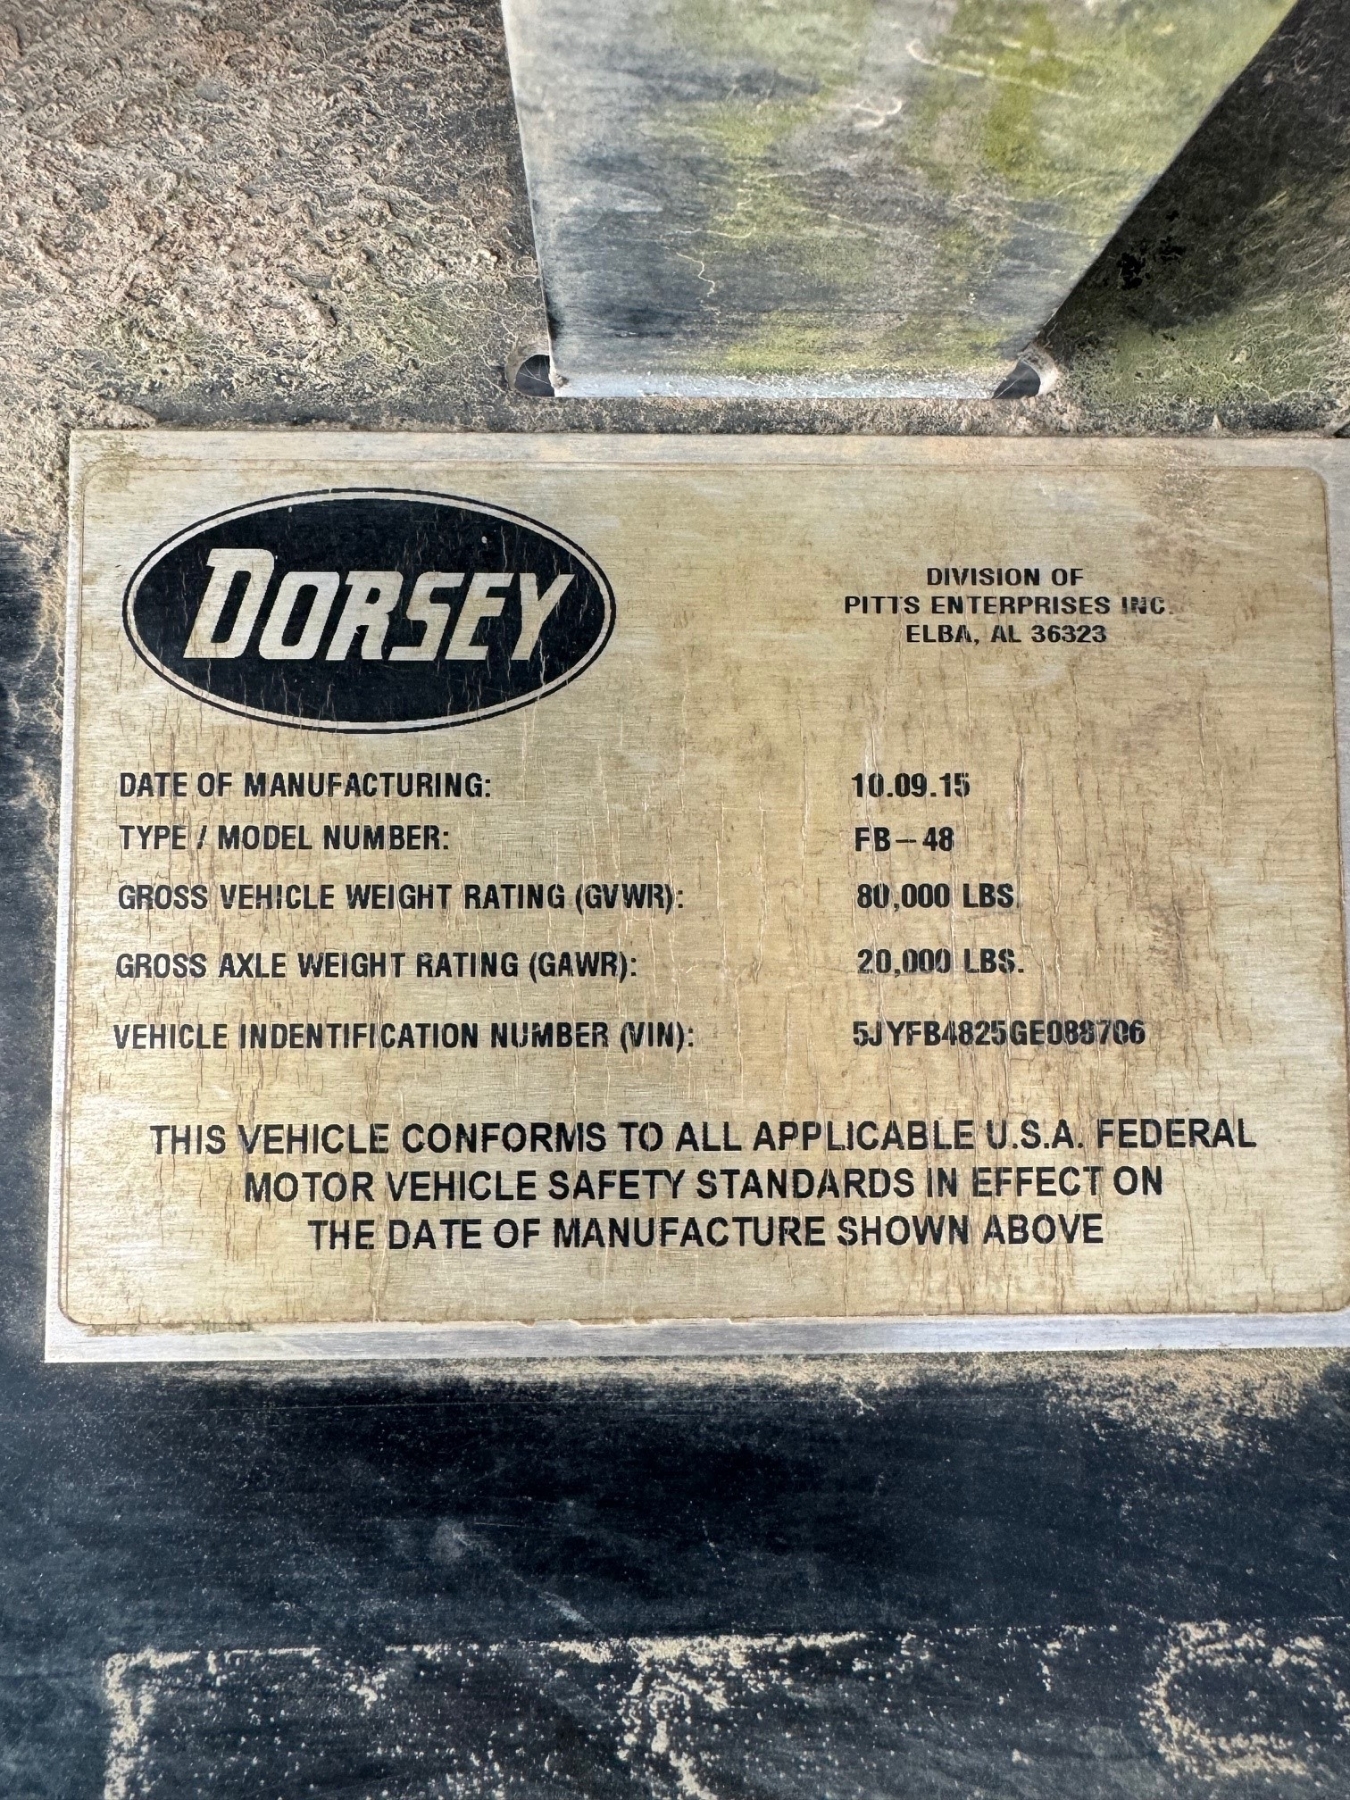 DORSEY
DIVISION OF
PITTS ENTERPRISES INC.
ELBA, AL 36323
DATE OF MANUFACTURING: 10.09.15
TYPE / MODEL NUMBER: FB-48
GROSS VEHICLE WEIGHT RATING (GVWR): 80,000 LBS.
GROSS AXLE WEIGHT RATING (GAWR): 20,000 LBS.
VEHICLE INDENTIFICATION NUMBER (VIN): 5JYFB4825GE088706
THIS VEHICLE CONFORMS TO ALL APPLICABLE U.S.A. FEDERAL
MOTOR VEHICLE SAFETY STANDARDS IN EFFECT ON
THE DATE OF MANUFACTURE SHOWN ABOVE